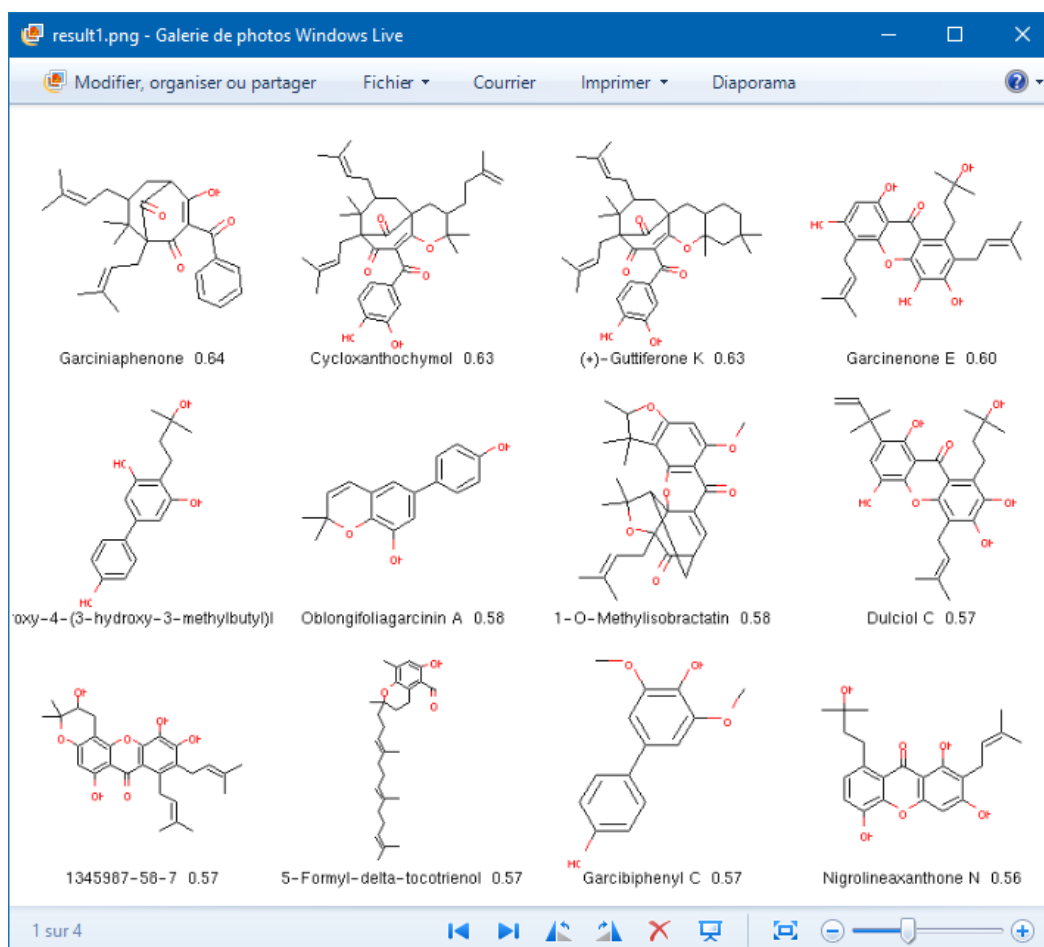 result1.png - Galerie de photos Windows Live
Modifier, organiser ou partager Fichier Courrier Imprimer Diaporama
Garciniaphenone 0.64 Cycloxanthochymol 0.63 (+)-Guttiferone K 0.63 Garcinenone E 0.60
oxy-4-(3-hydroxy-3-methylbutyl)l Oblongifoliagarcinin A 0.58 1-O-Methylisobractatin 0.58 Dulciol C 0.57
1345987-58-7 0.57 5-Formyl-delta-tocotrienol 0.57 Garcibiphenyl C 0.57 Nigrolineaxanthone N 0.56
1 sur 4